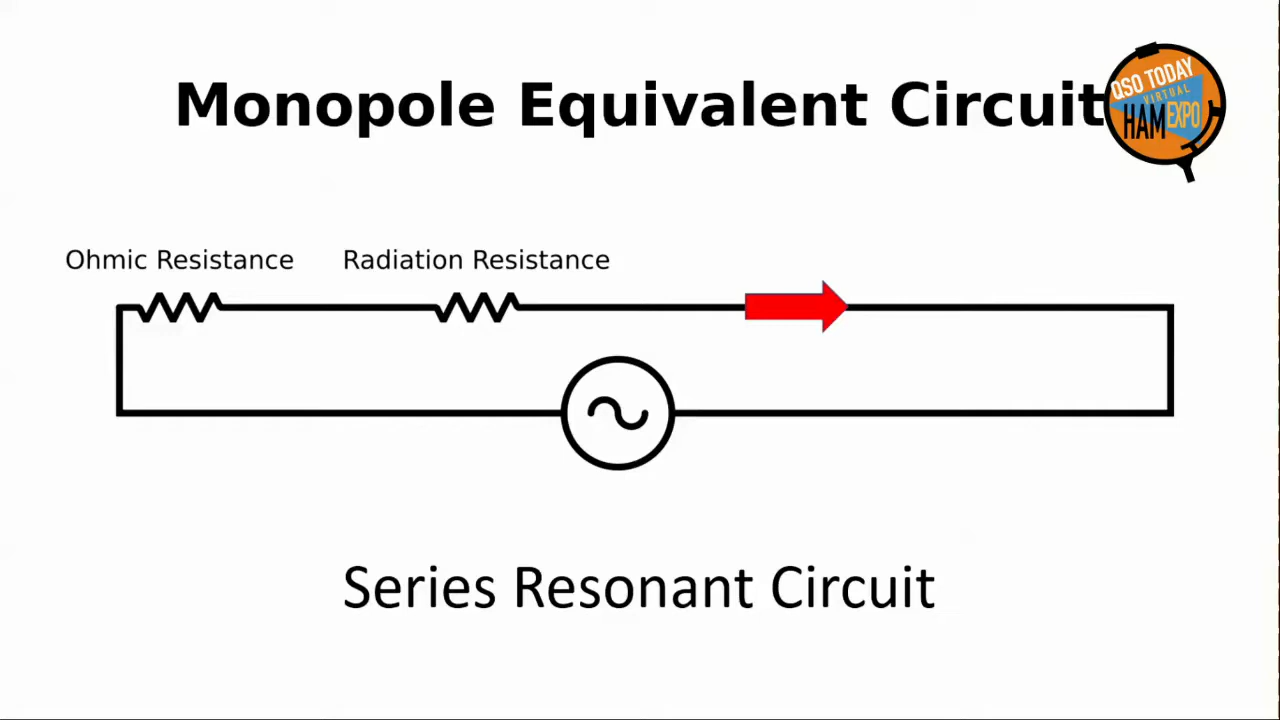 Monopole Equivalent Circuit
QSO TODAY
VIRTUAL
HAM EXPO
Ohmic Resistance Radiation Resistance
Series Resonant Circuit